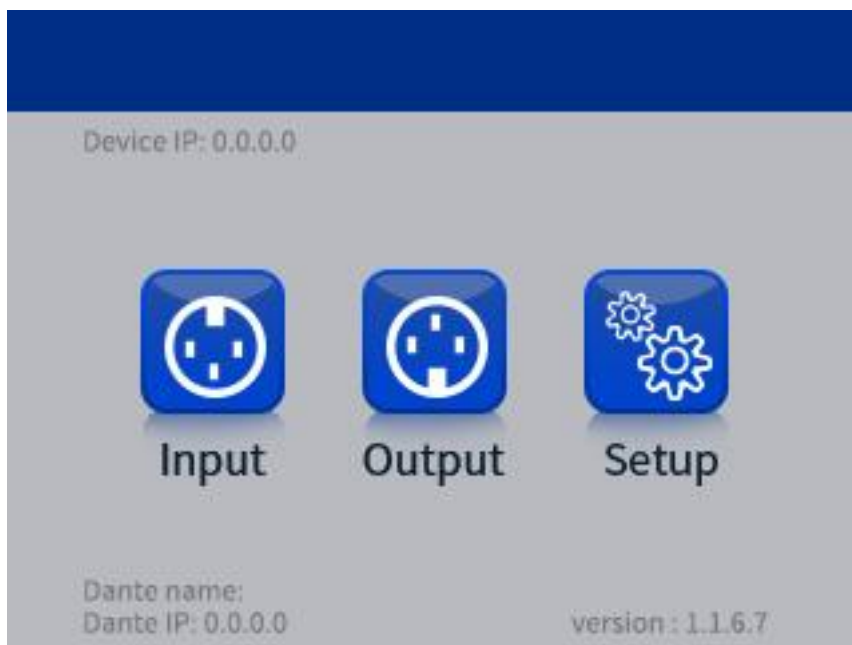 Device IP: 0.0.0.0
Input
Output
Setup
Dante name:
Dante IP: 0.0.0.0
version : 1.1.6.7